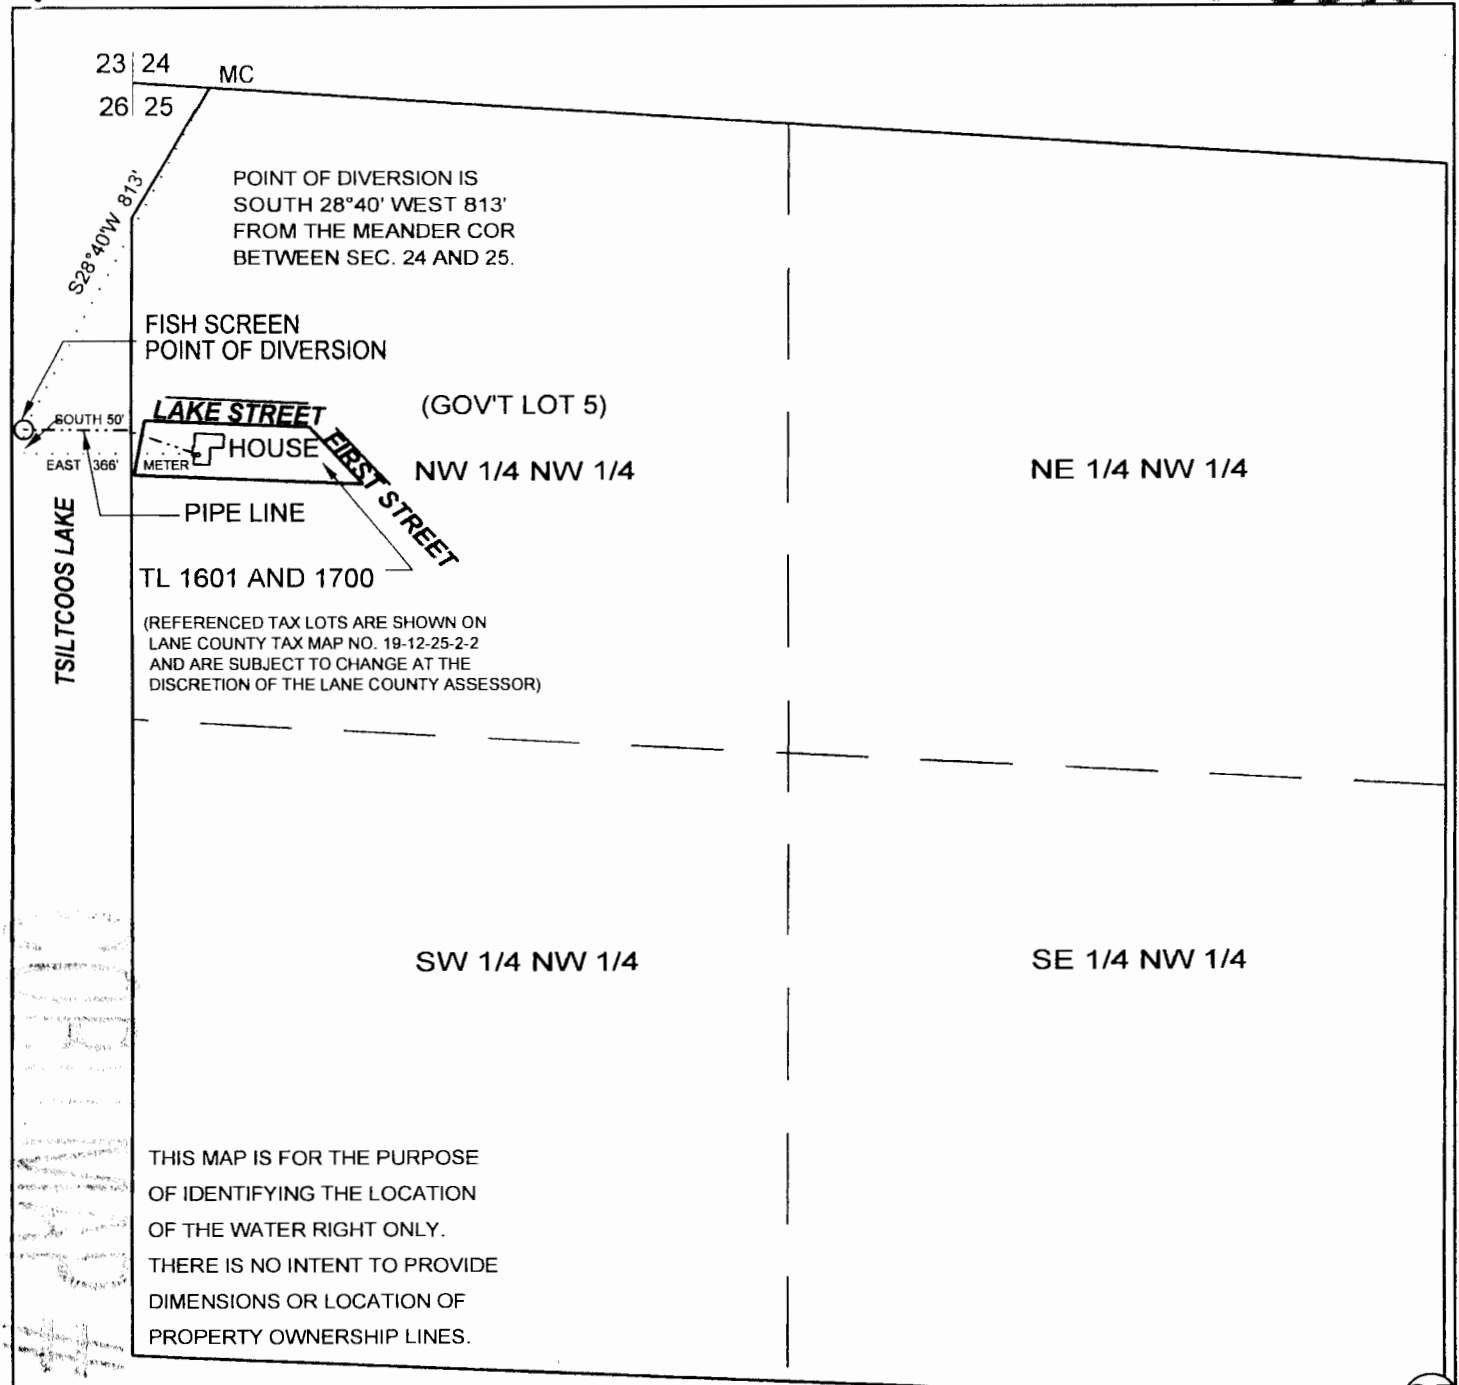 23 24
MC
26 25
POINT OF DIVERSION IS
SOUTH 28°40' WEST 813'
FROM THE MEANDER COR
BETWEEN SEC. 24 AND 25.
S28°40'W 813'
FISH SCREEN
POINT OF DIVERSION
LAKE STREET
(GOV'T LOT 5)
SOUTH 50'
HOUSE
FIRST STREET
EAST 366'
METER
NW 1/4 NW 1/4
NE 1/4 NW 1/4
PIPE LINE
TSILTCOOS LAKE
TL 1601 AND 1700
(REFERENCED TAX LOTS ARE SHOWN ON
LANE COUNTY TAX MAP NO. 19-12-25-2-2
AND ARE SUBJECT TO CHANGE AT THE
DISCRETION OF THE LANE COUNTY ASSESSOR)
SW 1/4 NW 1/4
SE 1/4 NW 1/4
THIS MAP IS FOR THE PURPOSE
OF IDENTIFYING THE LOCATION
OF THE WATER RIGHT ONLY.
THERE IS NO INTENT TO PROVIDE
DIMENSIONS OR LOCATION OF
PROPERTY OWNERSHIP LINES.